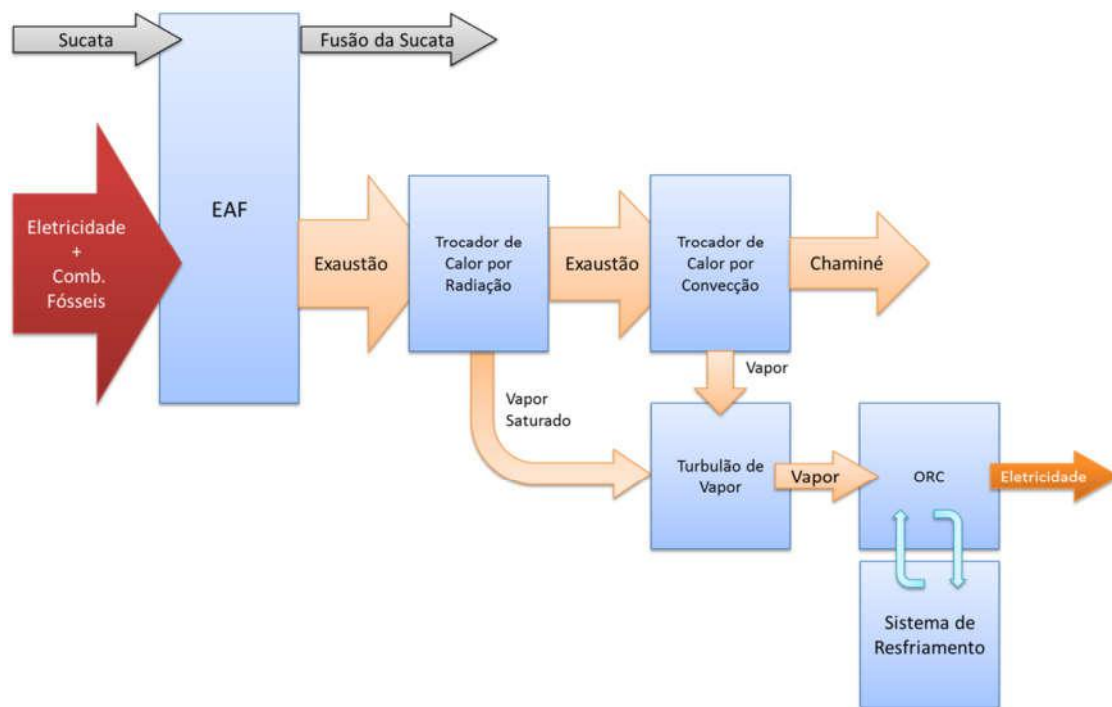 Sucata
Fusão da Sucata
EAF
Eletricidade
+
Comb.
Fósseis
Exaustão
Trocador de
Calor por
Radiação
Exaustão
Trocador de
Calor por
Convecção
Chaminé
Vapor
Saturado
Vapor
Turbulão de
Vapor
Vapor
ORC
Eletricidade
Sistema de
Resfriamento